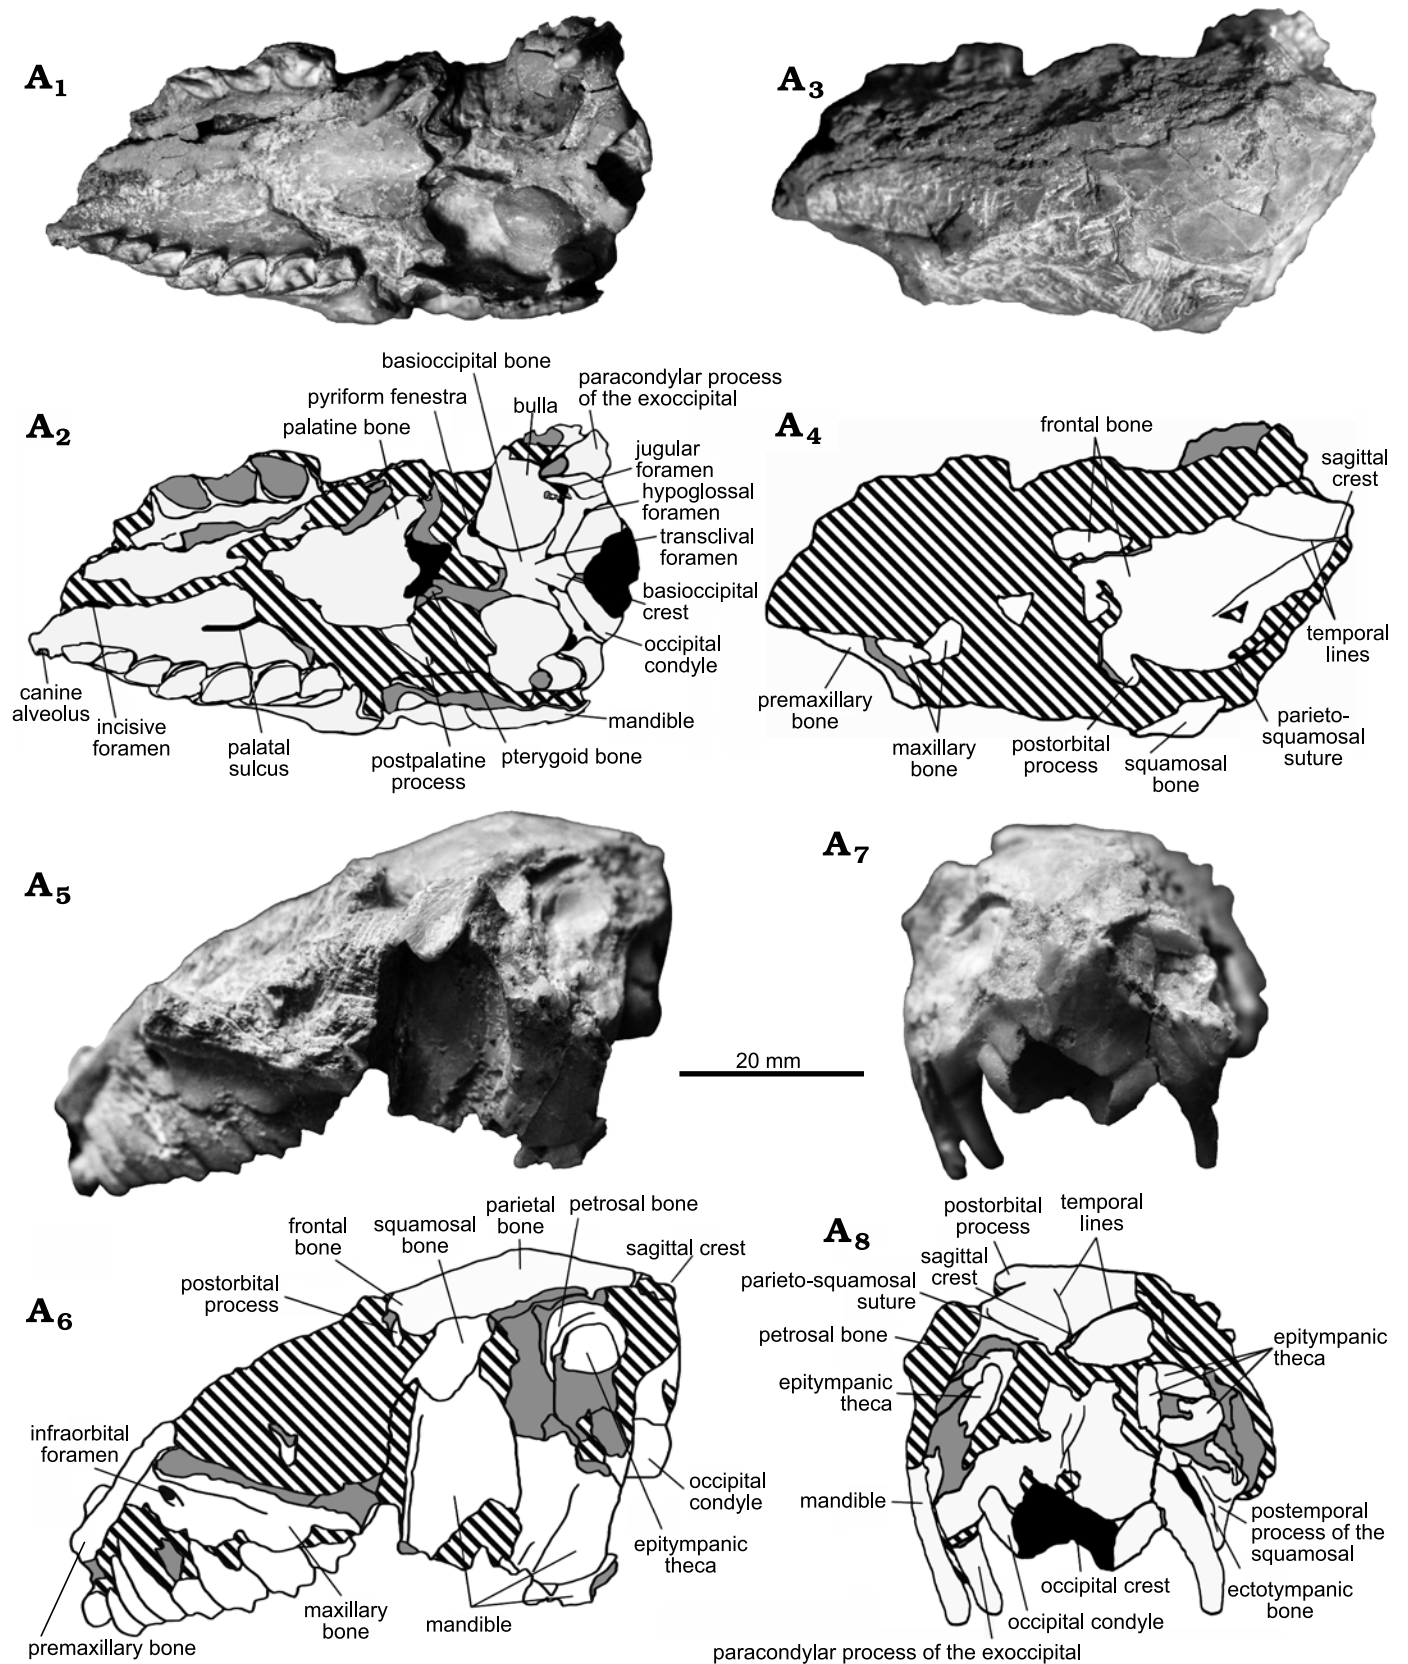 A1
A3
basioccipital bone
pyriform fenestra
palatine bone
bulla
paracondylar process
of the exoccipital
A2
jugular
foramen
hypoglossal
foramen
transclival
foramen
basioccipital
crest
occipital
condyle
mandible
canine
alveolus
incisive
foramen
palatal
sulcus
postpalatine
process
pterygoid bone
A4
frontal bone
sagittal
crest
temporal
lines
parieto-
squamosal
suture
premaxillary
bone
maxillary
bone
postorbital
process
squamosal
bone
A5
A7
20 mm
A6
frontal
bone
squamosal
bone
parietal
bone
petrosal bone
sagittal crest
postorbital
process
infraorbital
foramen
occipital
condyle
epitympanic
theca
mandible
maxillary
bone
premaxillary bone
A8
postorbital
process
temporal
lines
sagittal
crest
parieto-squamosal
suture
petrosal bone
epitympanic
theca
epitympanic
theca
mandible
postemporal
process of the
squamosal
ectotympanic
bone
occipital crest
occipital condyle
paracondylar process of the exoccipital